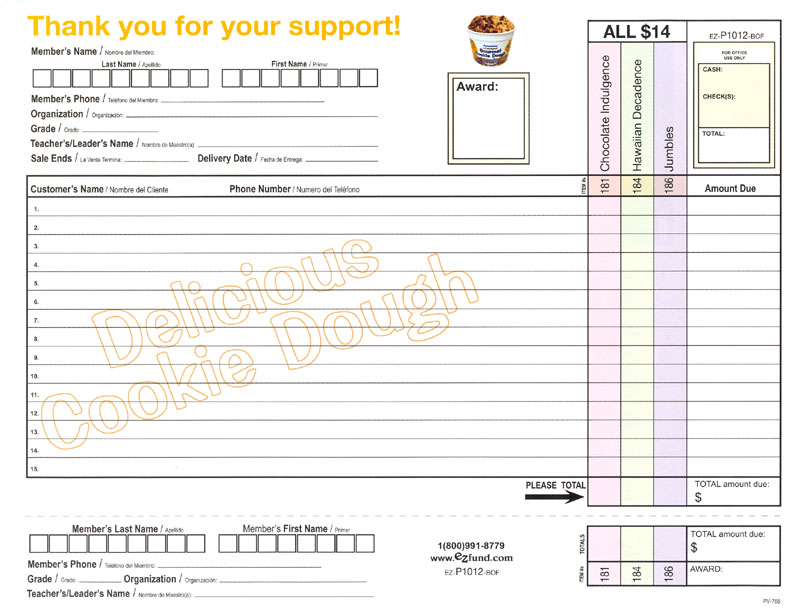 Thank you for your support!
Member's Name / Nombre del Miembro:
Last Name / Apellido First Name / Primer
Member's Phone / Teléfono del Miembro:
Organization / Organización:
Grade / Grado:
Teacher's/Leader's Name / Nombre de Maestro(a):
Sale Ends / La Venta Termina: Delivery Date / Fecha de Entrega:
Award:
ALL $14
EZ-P1012-BOF
FOR OFFICE
USE ONLY
CASH:
CHECK(S):
TOTAL:
Customer's Name / Nombre del Cliente Phone Number / Numero del Teléfono
ITEM #s
181 Chocolate Indulgence
184 Hawaiian Decadence
186 Jumbles
Amount Due
1.
2.
3.
4.
5.
6.
7.
8.
9.
10.
11.
12.
13.
14.
15.
Delicious
Cookie Dough
PLEASE TOTAL
TOTAL amount due:
$
Member's Last Name / Apellido Member's First Name / Primer
Member's Phone / Teléfono del Miembro:
Grade / Grado: Organization / Organización:
Teacher's/Leader's Name / Nombre de Maestro(a):
1(800)991-8779
www.ezfund.com
EZ-P1012-BOF
TOTALS
ITEM #s
181
184
186
TOTAL amount due:
$
AWARD:
PV-766